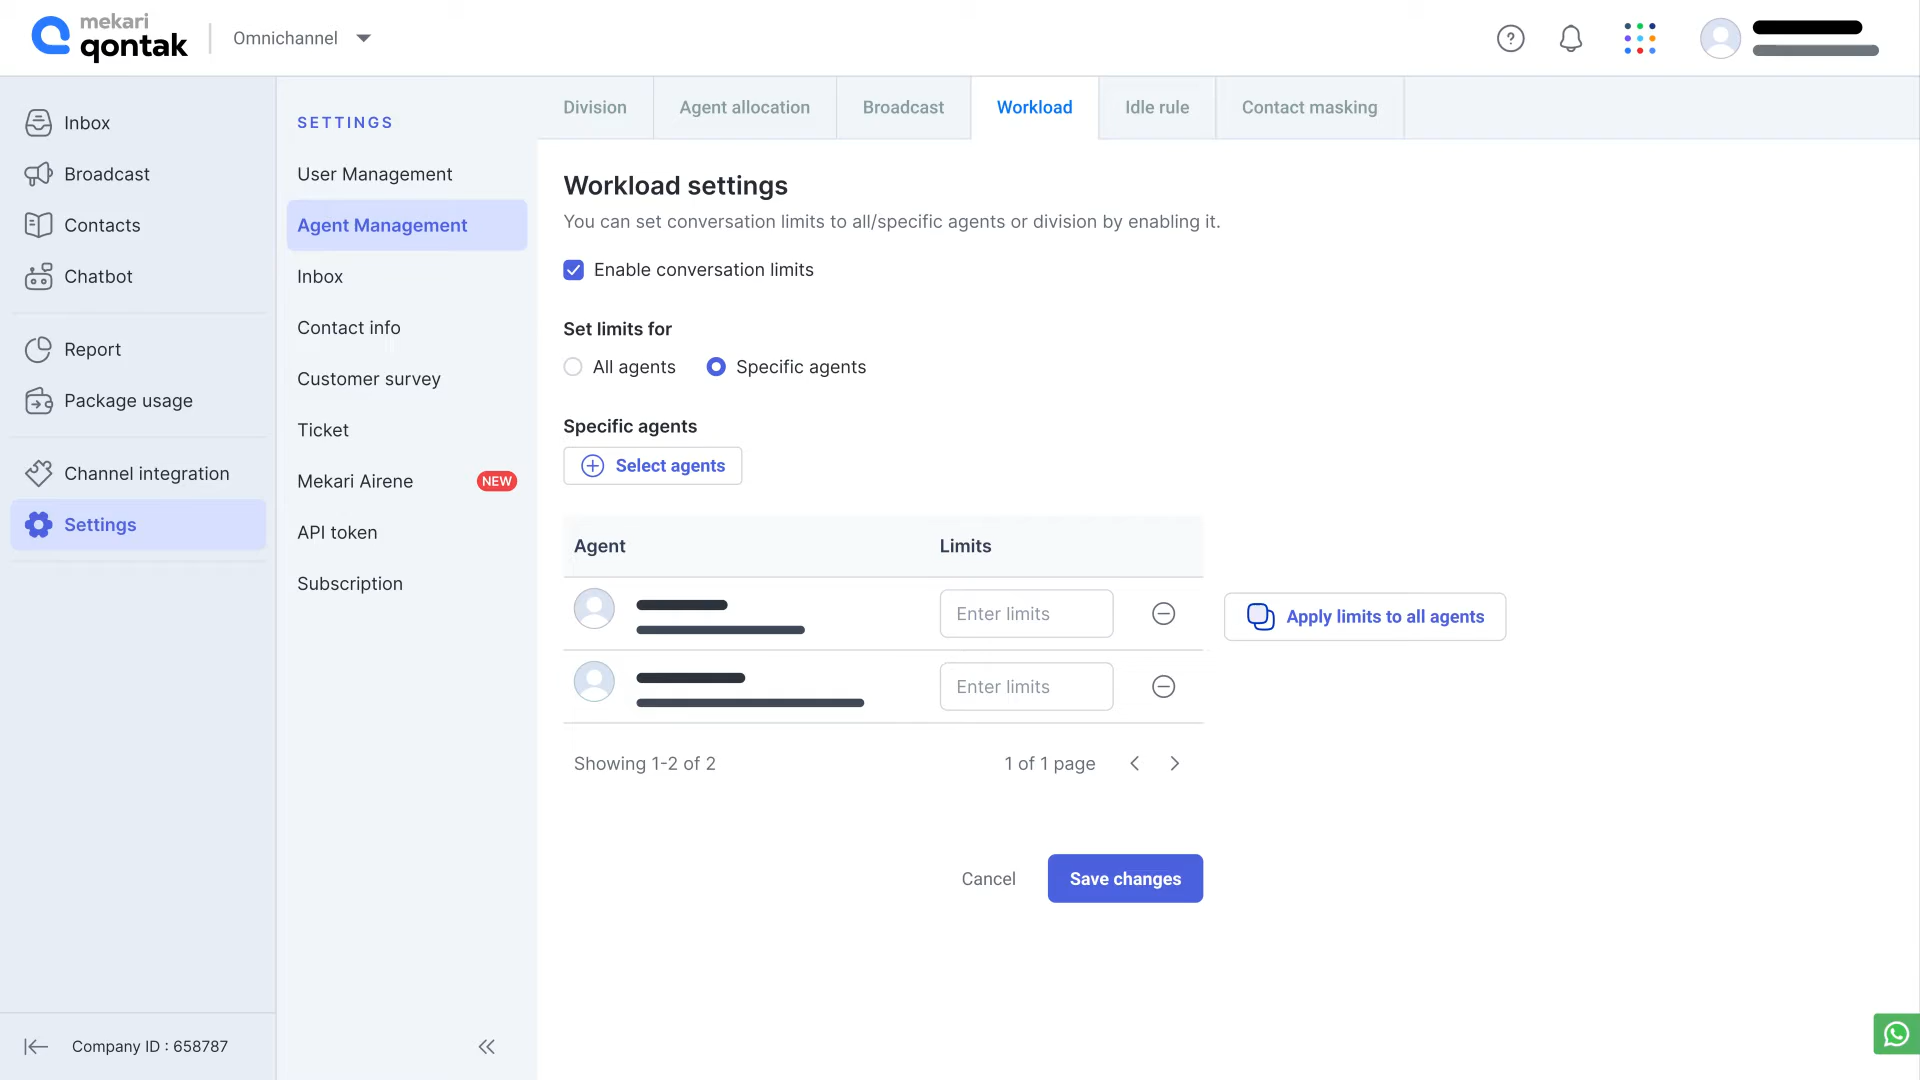 mekari
qontak
Omnichannel
?
Inbox
Broadcast
Contacts
Chatbot
Report
Package usage
Channel integration
Settings
Company ID : 658787
SETTINGS
User Management
Agent Management
Inbox
Contact info
Customer survey
Ticket
Mekari Airene NEW
API token
Subscription
Division Agent allocation Broadcast Workload Idle rule Contact masking
Workload settings
You can set conversation limits to all/specific agents or division by enabling it.
Enable conversation limits
Set limits for
All agents Specific agents
Specific agents
Select agents
Agent Limits
Enter limits
Apply limits to all agents
Enter limits
Showing 1-2 of 2 1 of 1 page
Cancel Save changes